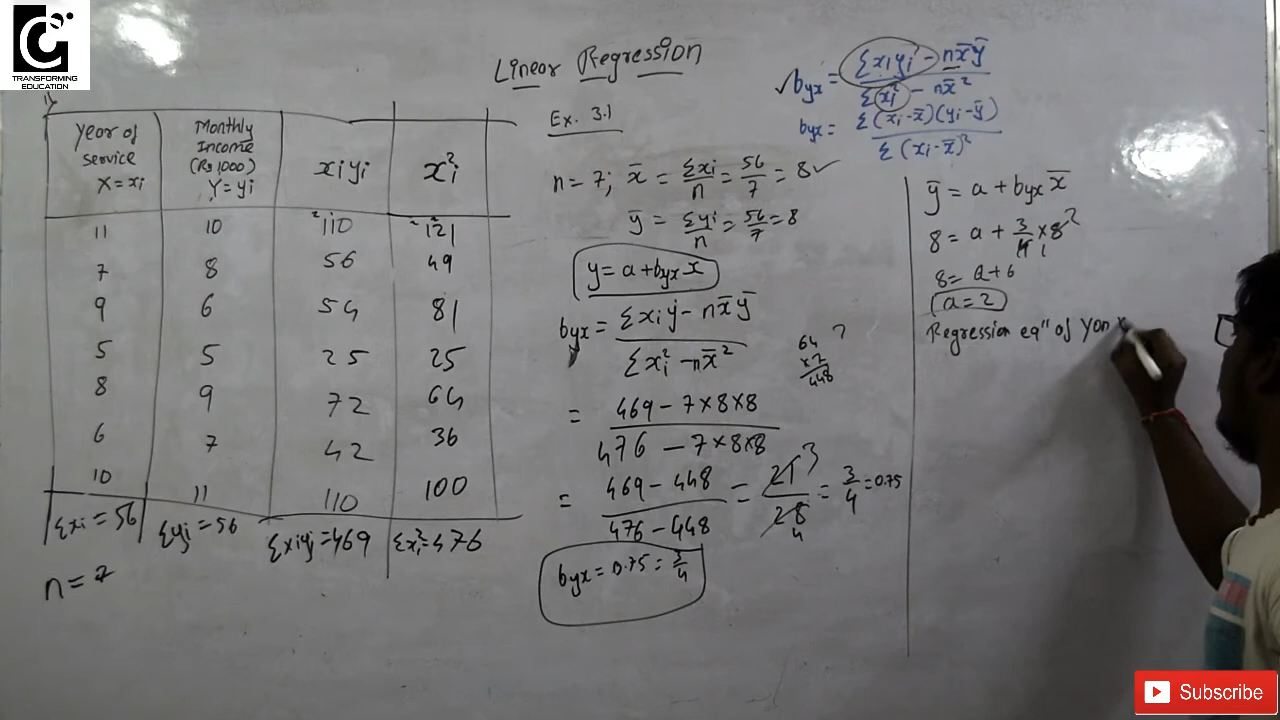 TRANSFORMING
EDUCATION
Linear Regression
Year of service X = xi | Monthly Income (Rs 1000) Y = yi | xiyi | xi²
11 | 10 | 110 | 121
7 | 8 | 56 | 49
9 | 6 | 54 | 81
5 | 5 | 25 | 25
8 | 9 | 72 | 64
6 | 7 | 42 | 36
10 | 11 | 110 | 100
Σxi = 56 | Σyi = 56 | Σxiyi = 469 | Σxi² = 476
n = 7
Ex. 3.1
n = 7; x̄ = Σxi/n = 56/7 = 8 ✓
ȳ = Σyi/n = 56/7 = 8
y = a + byx x
byx = Σxiy - nx̄ȳ / Σxi² - nx̄²
64
×7
448
= 469 - 7×8×8 / 476 - 7×8×8
= 469 - 448 / 476 - 448 = 21 3 / 28 4 = 3/4 = 0.75
byx = 0.75 = 3/4
✓ byx = Σxiyi - nx̄ȳ / Σxi² - nx̄²
byx = Σ(xi-x̄)(yi-ȳ) / Σ(xi-x̄)²
ȳ = a + byx x̄
8 = a + 3/4 × 8 2
8 = a + 6
a = 2
Regression eqn of Y on X
Subscribe